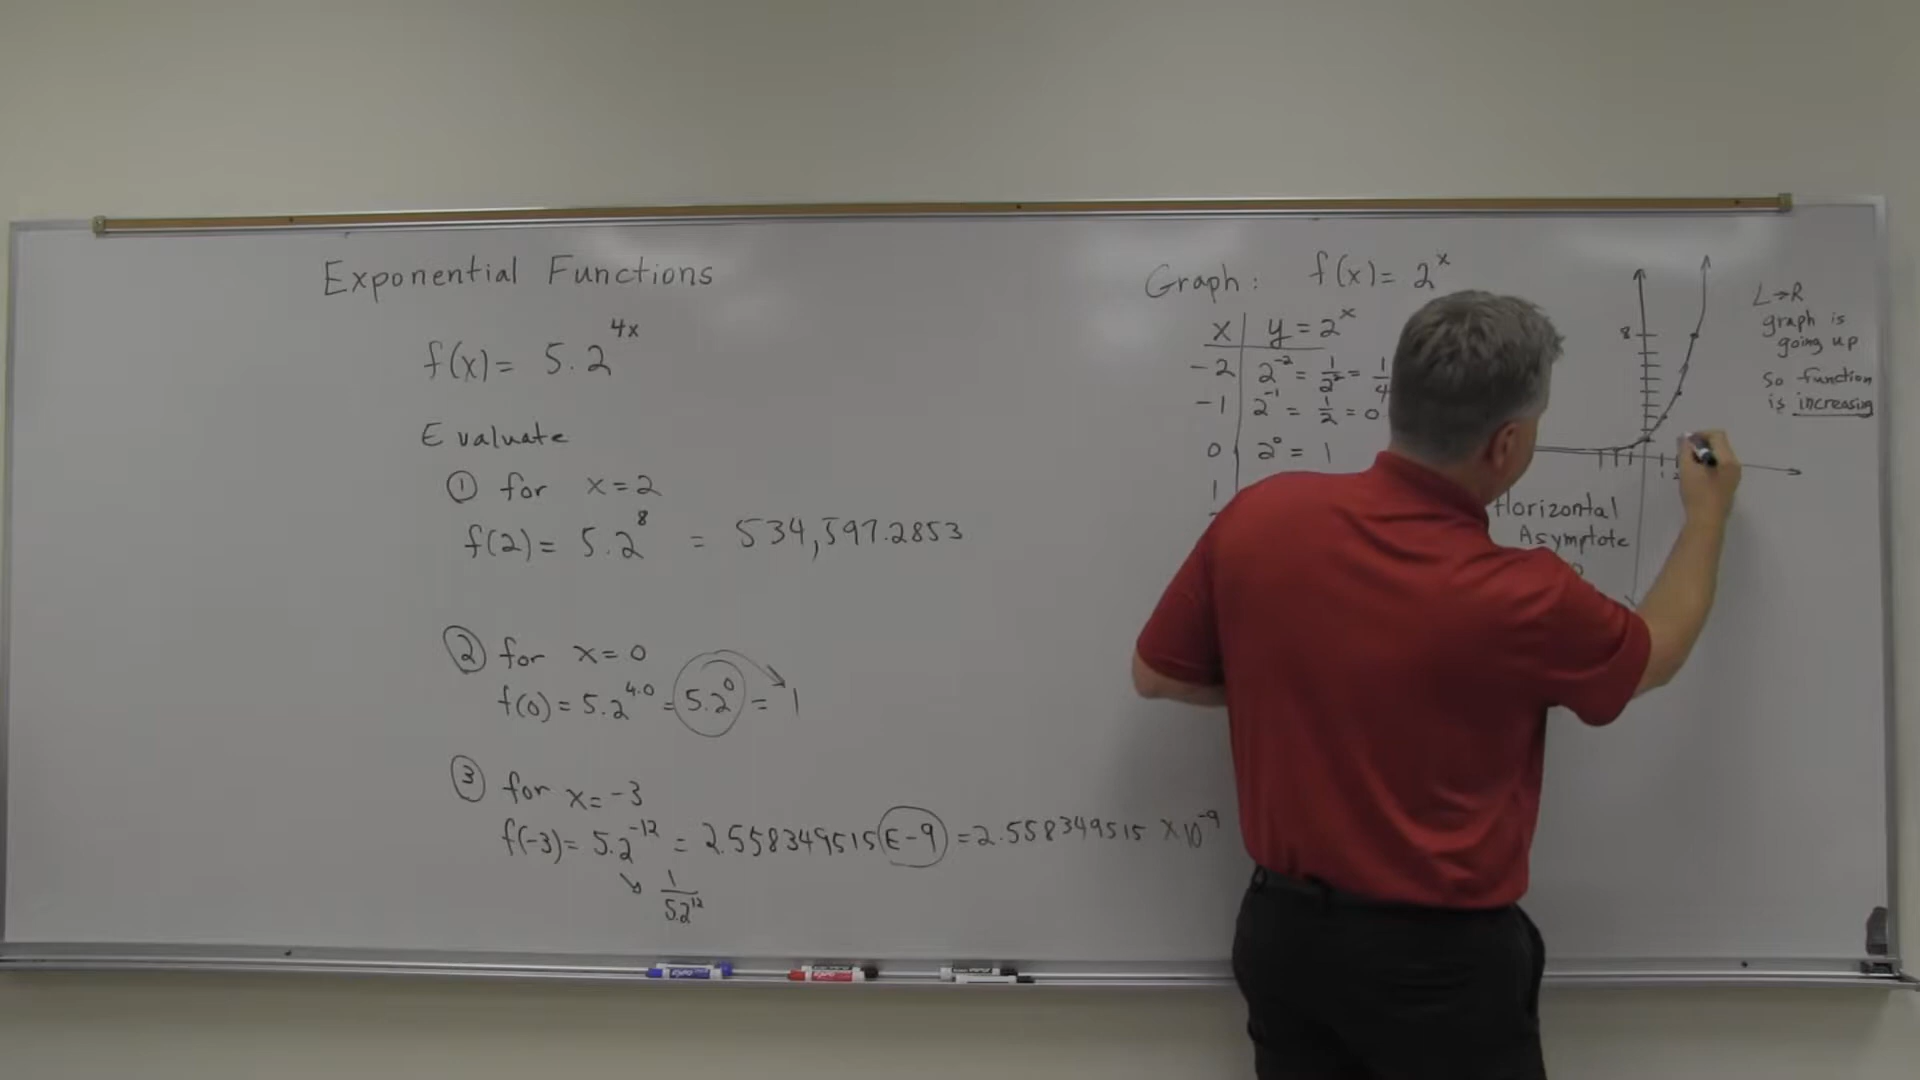 Exponential Functions
f(x) = 5.2^4x
Evaluate
① for x=2
f(2) = 5.2^8 = 534,597.2853
② for x=0
f(0) = 5.2^4.0 = 5.2^0 = 1
③ for x=-3
f(-3) = 5.2^-12 = 2.558349515 E-9 = 2.558349515 x10^-9
1
5.2^12
Graph: f(x) = 2^x
x y = 2^x
-2 2^-2 = 1/2^2 = 1/4
-1 2^-1 = 1/2 = 0
0 2^0 = 1
1
8
1
Horizontal
Asymptote
L→R
graph is
going up
so function
is increasing